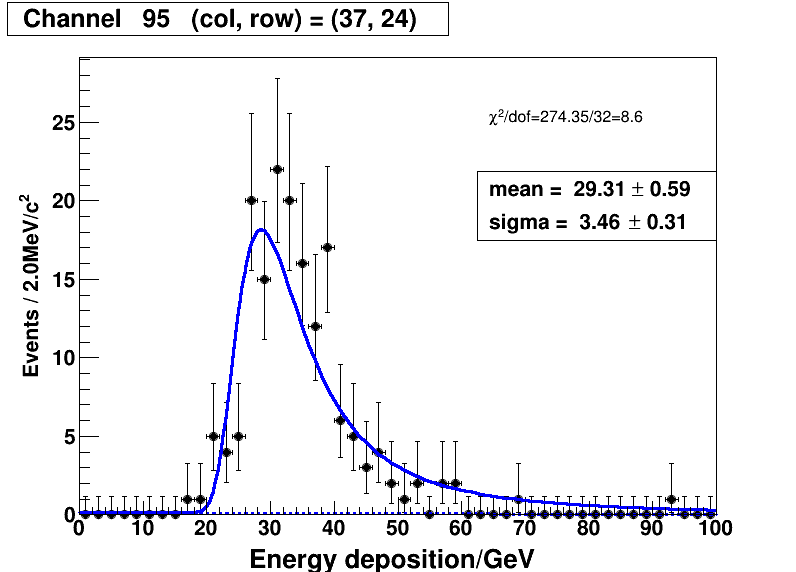 Channel 95 (col, row) = (37, 24)
χ²/dof=274.35/32=8.6
mean = 29.31 ± 0.59
sigma = 3.46 ± 0.31
Events / 2.0MeV/c²
25
20
15
10
5
0
0 10 20 30 40 50 60 70 80 90 100
Energy deposition/GeV